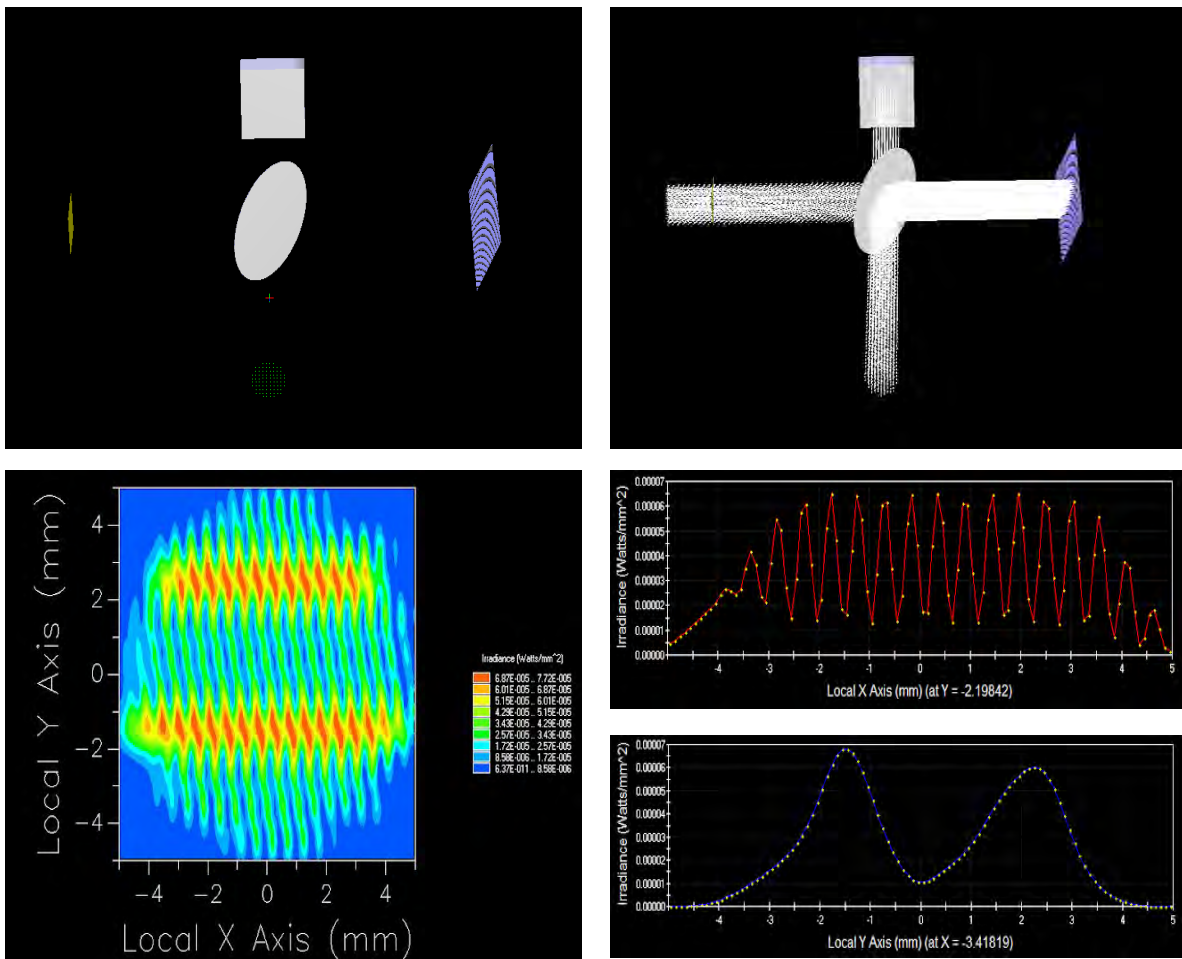 Local Y Axis (mm)
4
2
0
−2
−4
−4 −2 0 2 4
Local X Axis (mm)
Irradiance (Watts/mm^2)
6.87E-005.. 7.72E-005
6.01E-005 .. 6.87E-005
5.15E-005 .. 6.01E-005
4.29E-005 .. 5.15E-005
3.43E-005 .. 4.29E-005
2.57E-005 .. 3.43E-005
1.72E-005 .. 2.57E-005
8.58E-006 .. 1.72E-005
6.37E-011 .. 8.58E-006
Irradiance (Watts/mm^2)
0.00007
0.00006
0.00005
0.00004
0.00003
0.00002
0.00001
0.00000
-4 -3 -2 -1 0 1 2 3 4 5
Local X Axis (mm) (at Y = -2.19842)
Irradiance (Watts/mm^2)
0.00007
0.00006
0.00005
0.00004
0.00003
0.00002
0.00001
0.00000
-4 -3 -2 -1 0 1 2 3 4 5
Local Y Axis (mm) (at X = -3.41819)